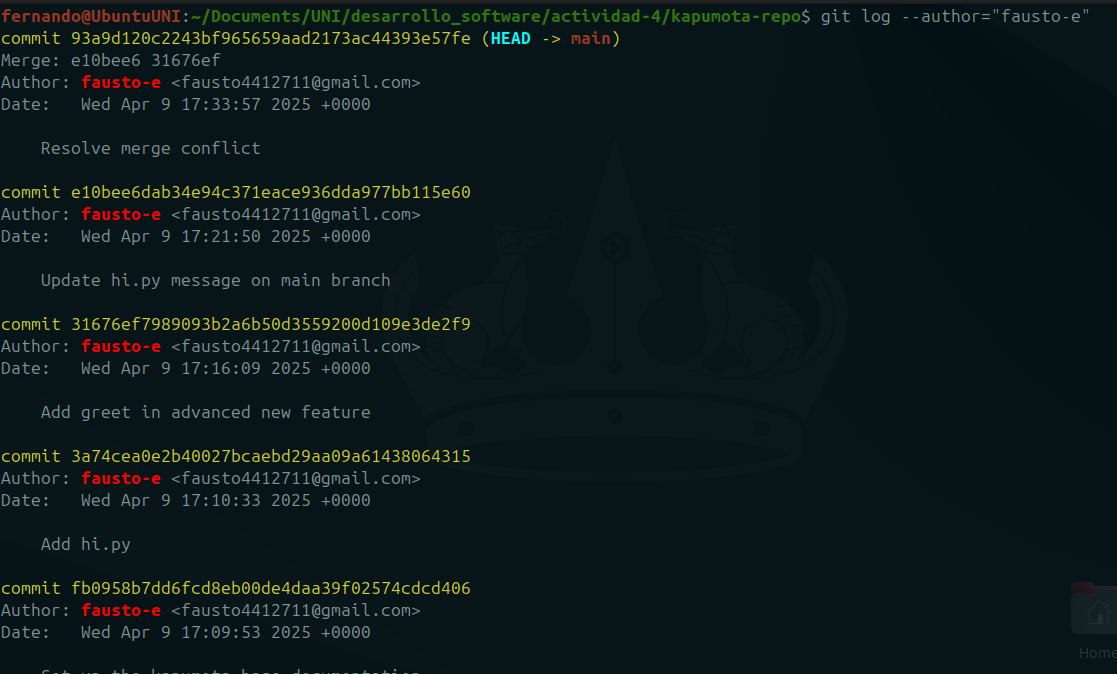 fernando@UbuntuUNI:~/Documents/UNI/desarrollo_software/actividad-4/kapumota-repo$ git log --author="fausto-e"
commit 93a9d120c2243bf965659aad2173ac44393e57fe (HEAD -> main)
Merge: e10bee6 31676ef
Author: fausto-e <fausto4412711@gmail.com>
Date:   Wed Apr 9 17:33:57 2025 +0000
    Resolve merge conflict
commit e10bee6dab34e94c371eace936dda977bb115e60
Author: fausto-e <fausto4412711@gmail.com>
Date:   Wed Apr 9 17:21:50 2025 +0000
    Update hi.py message on main branch
commit 31676ef7989093b2a6b50d3559200d109e3de2f9
Author: fausto-e <fausto4412711@gmail.com>
Date:   Wed Apr 9 17:16:09 2025 +0000
    Add greet in advanced new feature
commit 3a74cea0e2b40027bcaebd29aa09a61438064315
Author: fausto-e <fausto4412711@gmail.com>
Date:   Wed Apr 9 17:10:33 2025 +0000
    Add hi.py
commit fb0958b7dd6fcd8eb00de4daa39f02574cdcd406
Author: fausto-e <fausto4412711@gmail.com>
Date:   Wed Apr 9 17:09:53 2025 +0000
    Set up the kapumota base documentation
Home